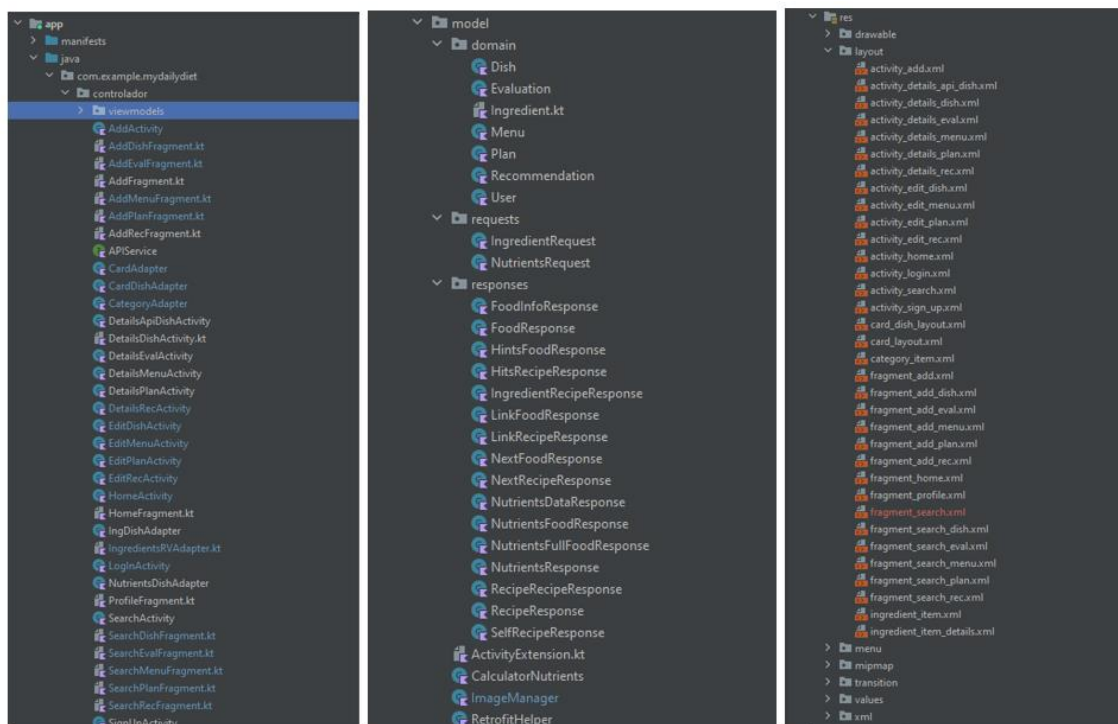 app
manifests
java
com.example.mydailydiet
controlador
viewmodels
AddActivity
AddDishFragment.kt
AddEvalFragment.kt
AddFragment.kt
AddMenuFragment.kt
AddPlanFragment.kt
AddRecFragment.kt
APIService
CardAdapter
CardDishAdapter
CategoryAdapter
DetailsApiDishActivity
DetailsDishActivity.kt
DetailsEvalActivity
DetailsMenuActivity
DetailsPlanActivity
DetailsRecActivity
EditDishActivity
EditMenuActivity
EditPlanActivity
EditRecActivity
HomeActivity
HomeFragment.kt
IngDishAdapter
IngredientsRVAdapter.kt
LogInActivity
NutrientsDishAdapter
ProfileFragment.kt
SearchActivity
SearchDishFragment.kt
SearchEvalFragment.kt
SearchMenuFragment.kt
SearchPlanFragment.kt
SearchRecFragment.kt
SignUpActivity
model
domain
Dish
Evaluation
Ingredient.kt
Menu
Plan
Recommendation
User
requests
IngredientRequest
NutrientsRequest
responses
FoodInfoResponse
FoodResponse
HintsFoodResponse
HitsRecipeResponse
IngredientRecipeResponse
LinkFoodResponse
LinkRecipeResponse
NextFoodResponse
NextRecipeResponse
NutrientsDataResponse
NutrientsFoodResponse
NutrientsFullFoodResponse
NutrientsResponse
RecipeRecipeResponse
RecipeResponse
SelfRecipeResponse
ActivityExtension.kt
CalculatorNutrients
ImageManager
RetrofitHelper
res
drawable
layout
activity_add.xml
activity_details_api_dish.xml
activity_details_dish.xml
activity_details_eval.xml
activity_details_menu.xml
activity_details_plan.xml
activity_details_rec.xml
activity_edit_dish.xml
activity_edit_menu.xml
activity_edit_plan.xml
activity_edit_rec.xml
activity_home.xml
activity_login.xml
activity_search.xml
activity_sign_up.xml
card_dish_layout.xml
card_layout.xml
category_item.xml
fragment_add.xml
fragment_add_dish.xml
fragment_add_eval.xml
fragment_add_menu.xml
fragment_add_plan.xml
fragment_add_rec.xml
fragment_home.xml
fragment_profile.xml
fragment_search.xml
fragment_search_dish.xml
fragment_search_eval.xml
fragment_search_menu.xml
fragment_search_plan.xml
fragment_search_rec.xml
ingredient_item.xml
ingredient_item_details.xml
menu
mipmap
transition
values
xml